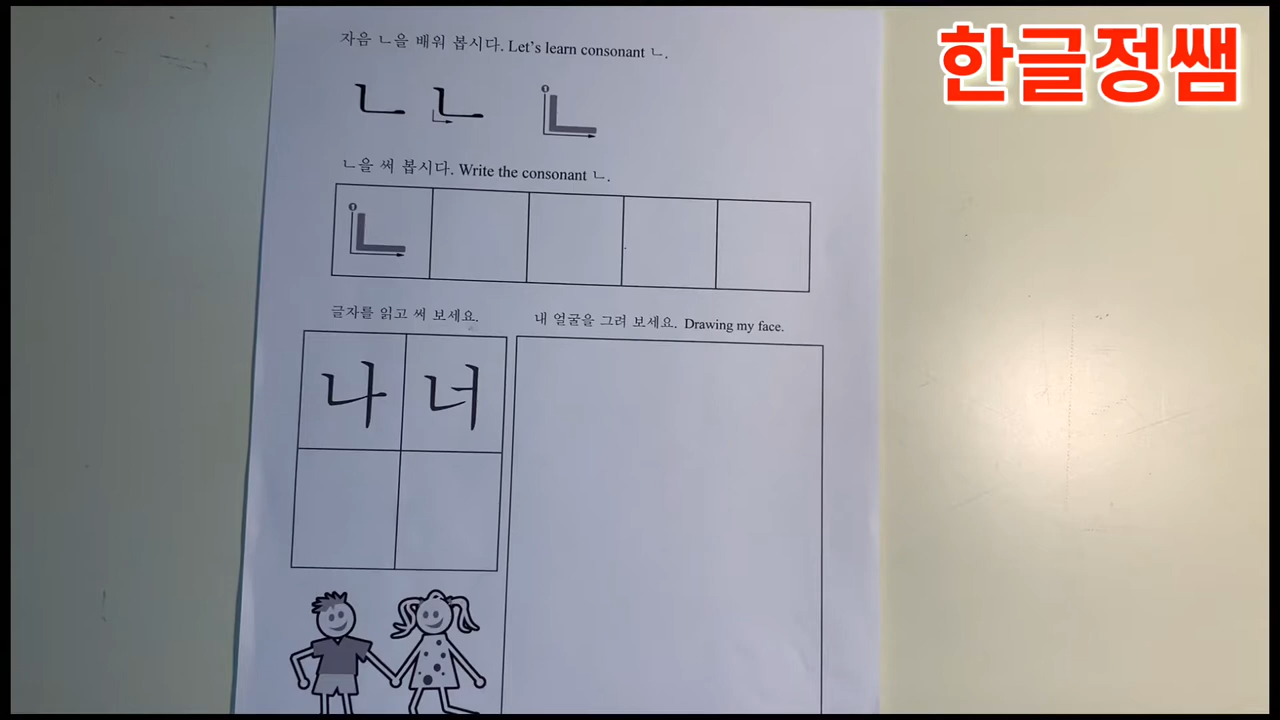 한글정쌤
자음 ㄴ을 배워 봅시다. Let's learn consonant ㄴ.
ㄴ ㄴ ㄴ
ㄴ을 써 봅시다. Write the consonant ㄴ.
ㄴ
글자를 읽고 써 보세요.
나 너
내 얼굴을 그려 보세요. Drawing my face.